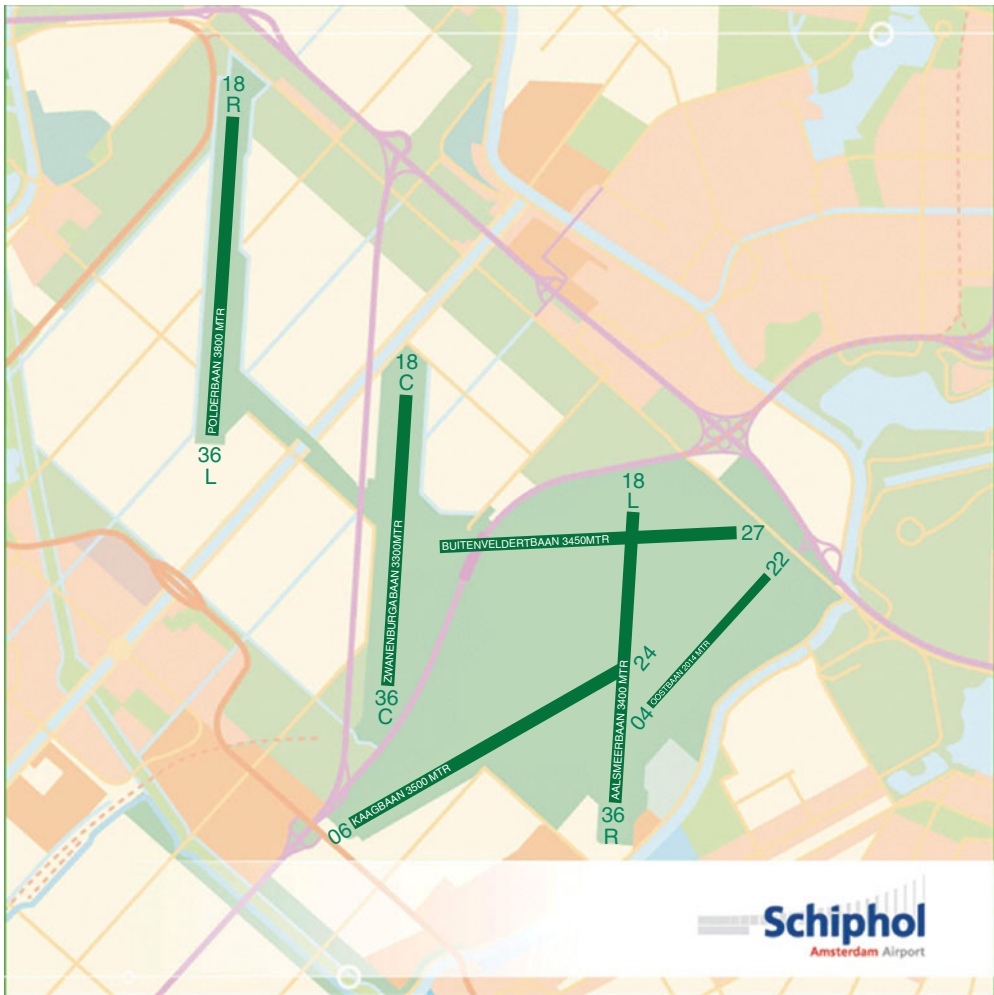 18
R
POLDERBAAN 3800 MTR
36
L
18
C
ZWANENBURGABAAN 3300MTR
36
C
18
L
BUITENVELDERTBAAN 3450MTR
27
22
OOSTBAAN 2014 MTR
04
24
KAAGBAAN 3500 MTR
06
AALSMEERBAAN 3400 MTR
36
R
Schiphol
Amsterdam Airport